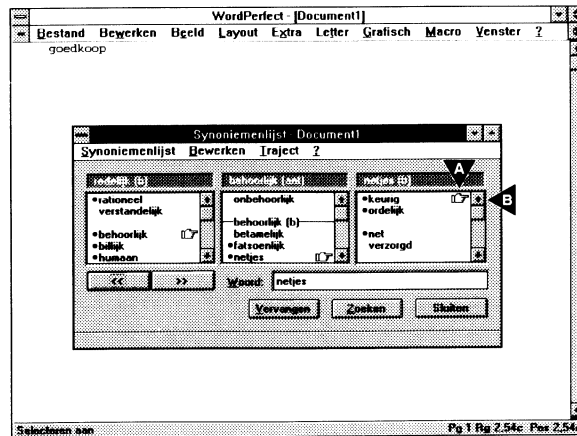 WordPerfect - [Document1]
Bestand Bewerken Beeld Layout Extra Letter Grafisch Macro Venster ?
goedkoop
Synoniemenlijst - Document1
Synoniemenlijst Bewerken Traject ?
redelijk (b) behoorlijk (ant) netjes (b)
A
•rationeel
verstandelijk
•behoorlijk
•billijk
•humaan
onbehoorlijk
behoorlijk (b)
betamelijk
•fatsoenlijk
•netjes
•keurig
•ordelijk
•net
verzorgd
B
<< >> Woord: netjes
Vervangen Zoeken Sluiten
Selecteren aan Pg 1 Rg 2,54c Pos 2,54